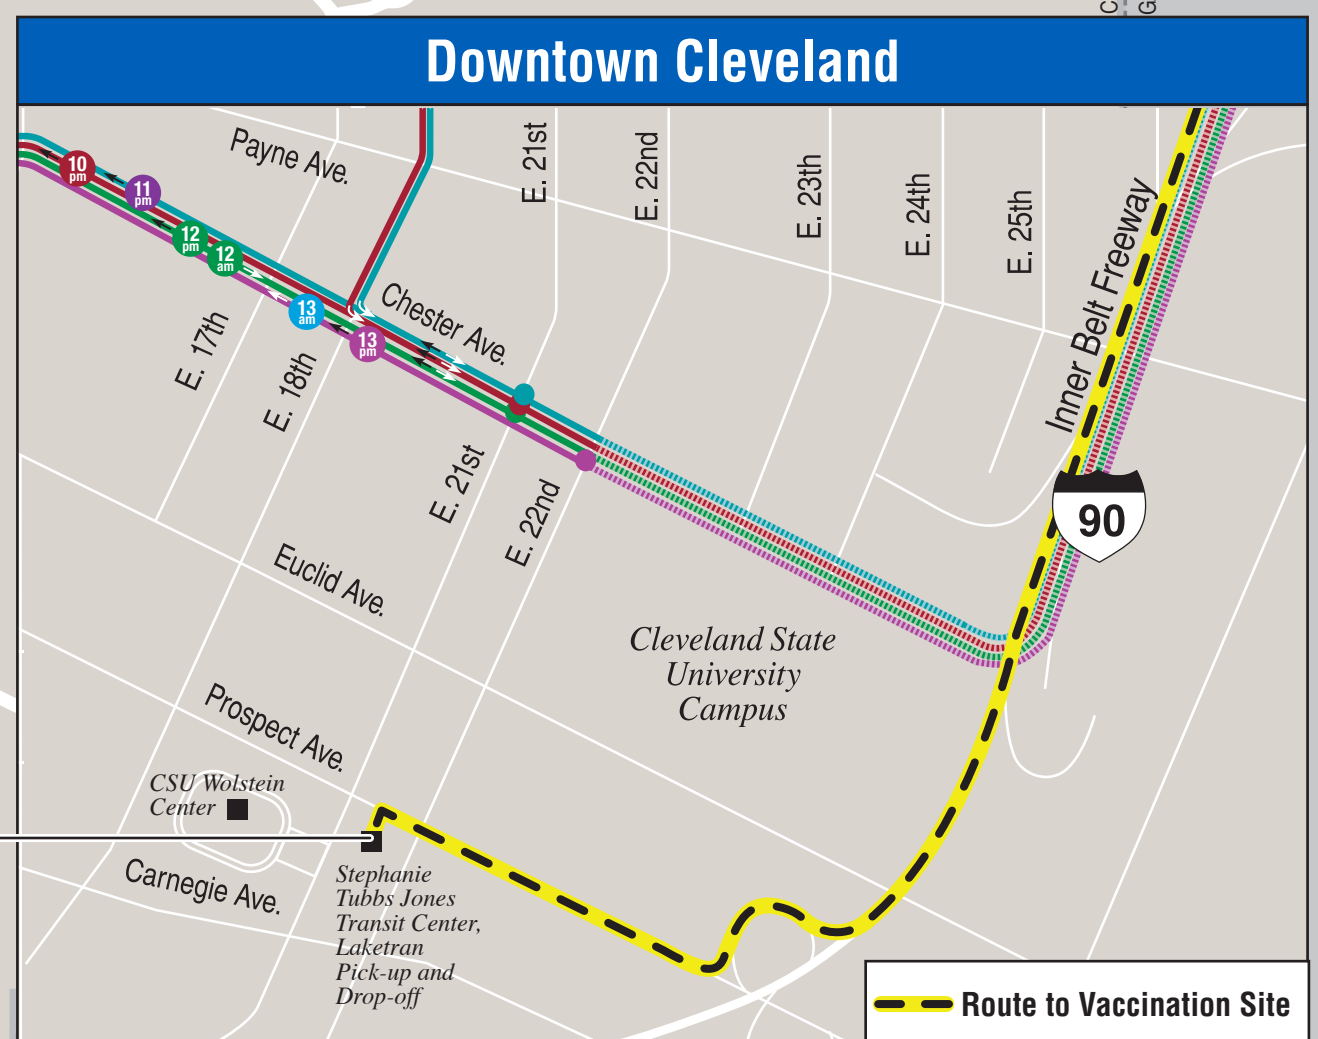 C
G
Downtown Cleveland
Payne Ave.
E. 21st
E. 22nd
E. 23th
E. 24th
E. 25th
Inner Belt Freeway
10
pm
11
pm
12
pm
12
am
13
am
13
pm
Chester Ave.
E. 17th
E. 18th
E. 21st
E. 22nd
90
Euclid Ave.
Cleveland State
University
Campus
Prospect Ave.
CSU Wolstein
Center
Carnegie Ave.
Stephanie
Tubbs Jones
Transit Center,
Laketran
Pick-up and
Drop-off
Route to Vaccination Site